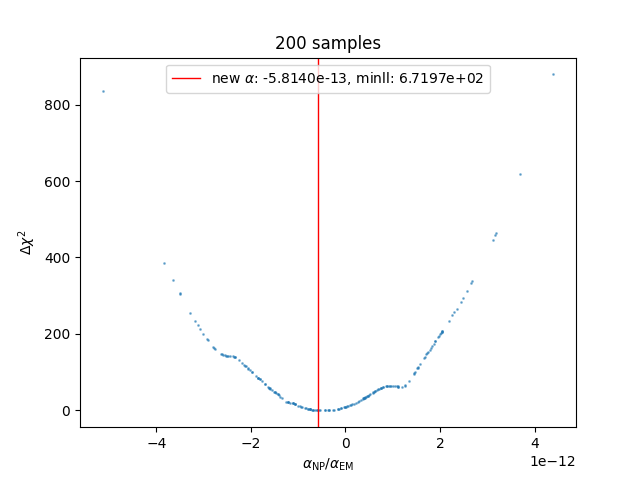 200 samples
new α: -5.8140e-13, minll: 6.7197e+02
800
600
400
200
0
Δχ²
−4 −2 0 2 4
1e−12
α_NP/α_EM